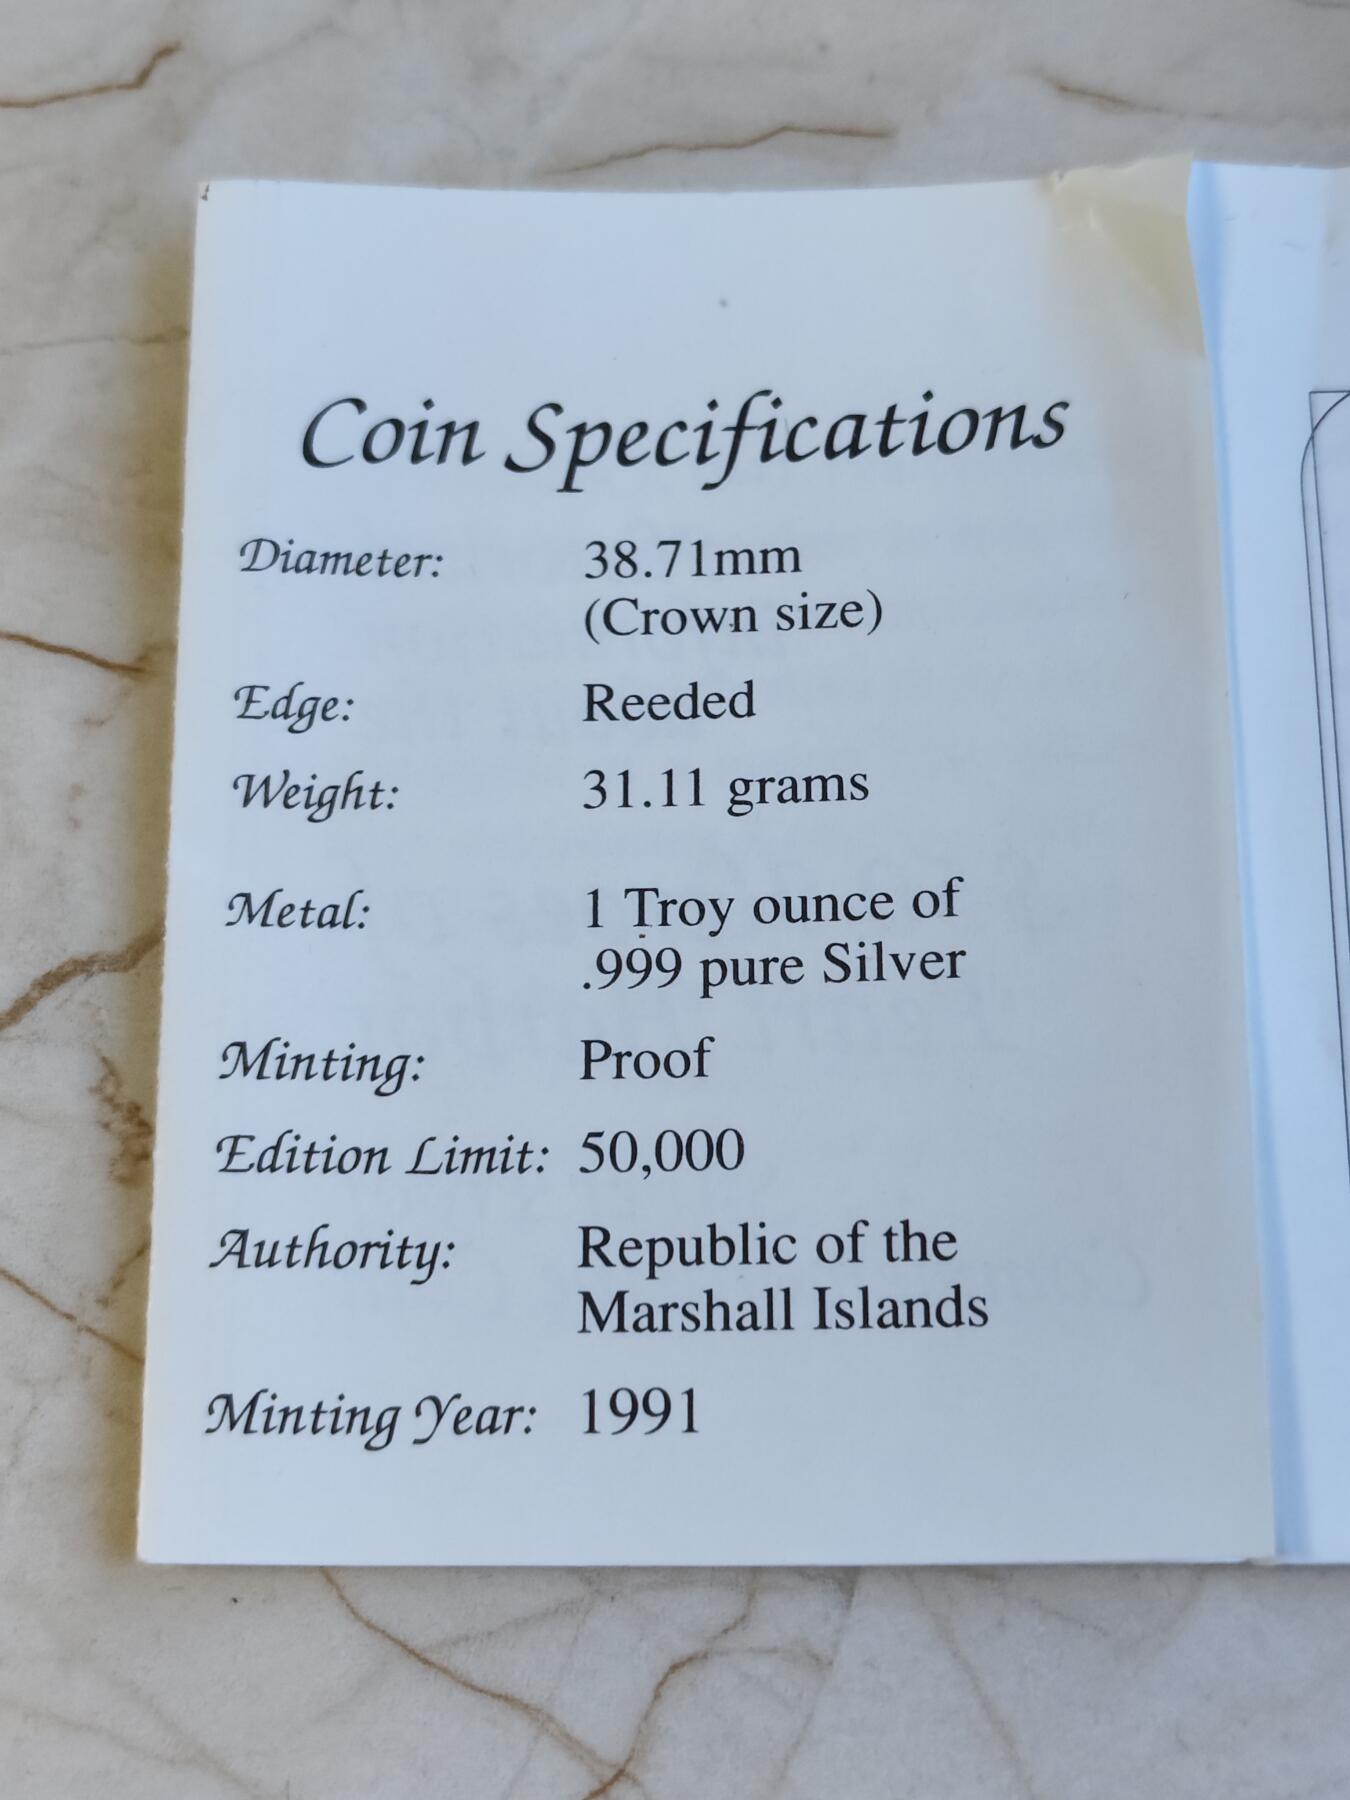 Coin Specifications
Diameter: 38.71mm
(Crown size)
Edge: Reeded
Weight: 31.11 grams
Metal: 1 Troy ounce of
.999 pure Silver
Minting: Proof
Edition Limit: 50,000
Authority: Republic of the
Marshall Islands
Minting Year: 1991